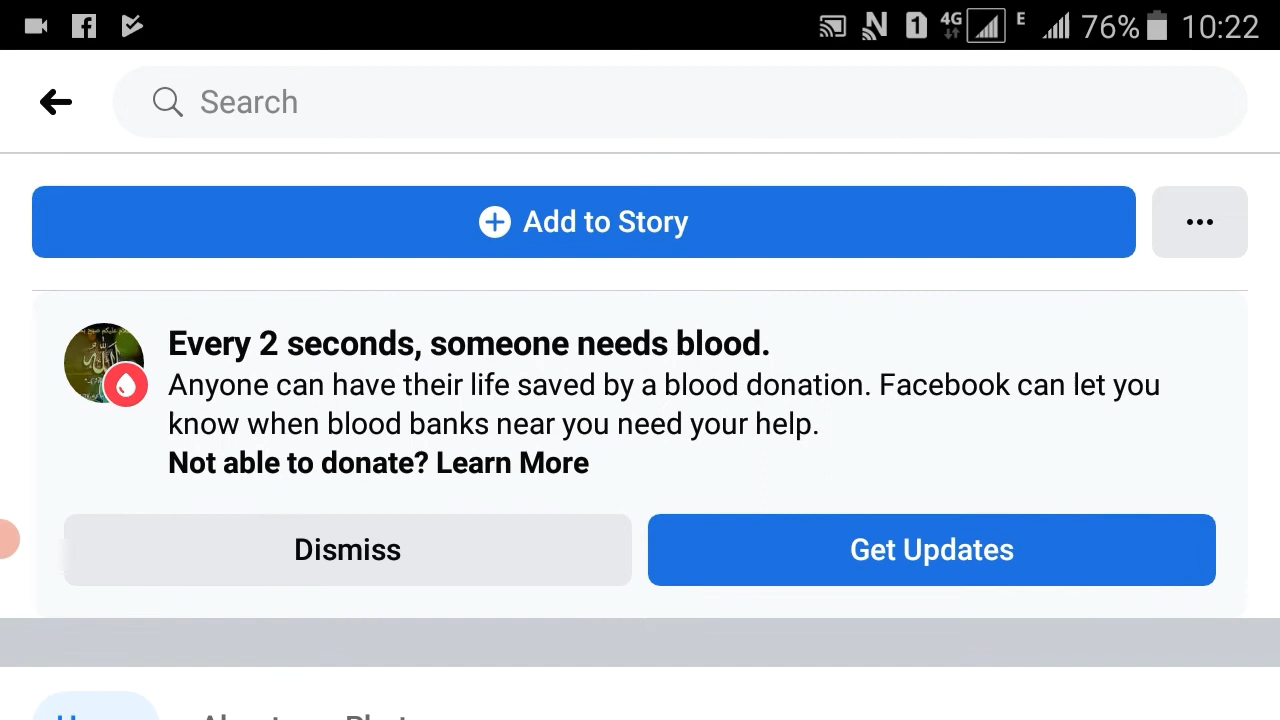 1 4G E 76% 10:22
Search
Add to Story
Every 2 seconds, someone needs blood.
Anyone can have their life saved by a blood donation. Facebook can let you
know when blood banks near you need your help.
Not able to donate? Learn More
Dismiss
Get Updates